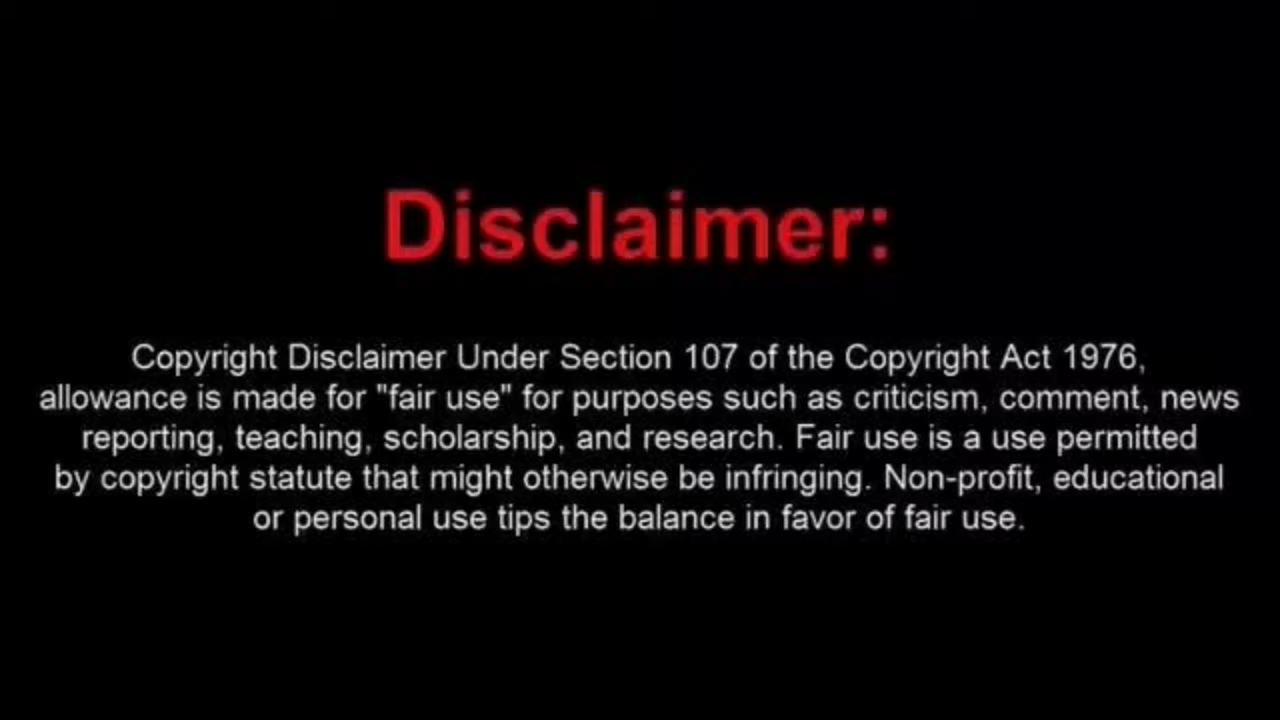 Disclaimer:
Copyright Disclaimer Under Section 107 of the Copyright Act 1976,
allowance is made for "fair use" for purposes such as criticism, comment, news
reporting, teaching, scholarship, and research. Fair use is a use permitted
by copyright statute that might otherwise be infringing. Non-profit, educational
or personal use tips the balance in favor of fair use.